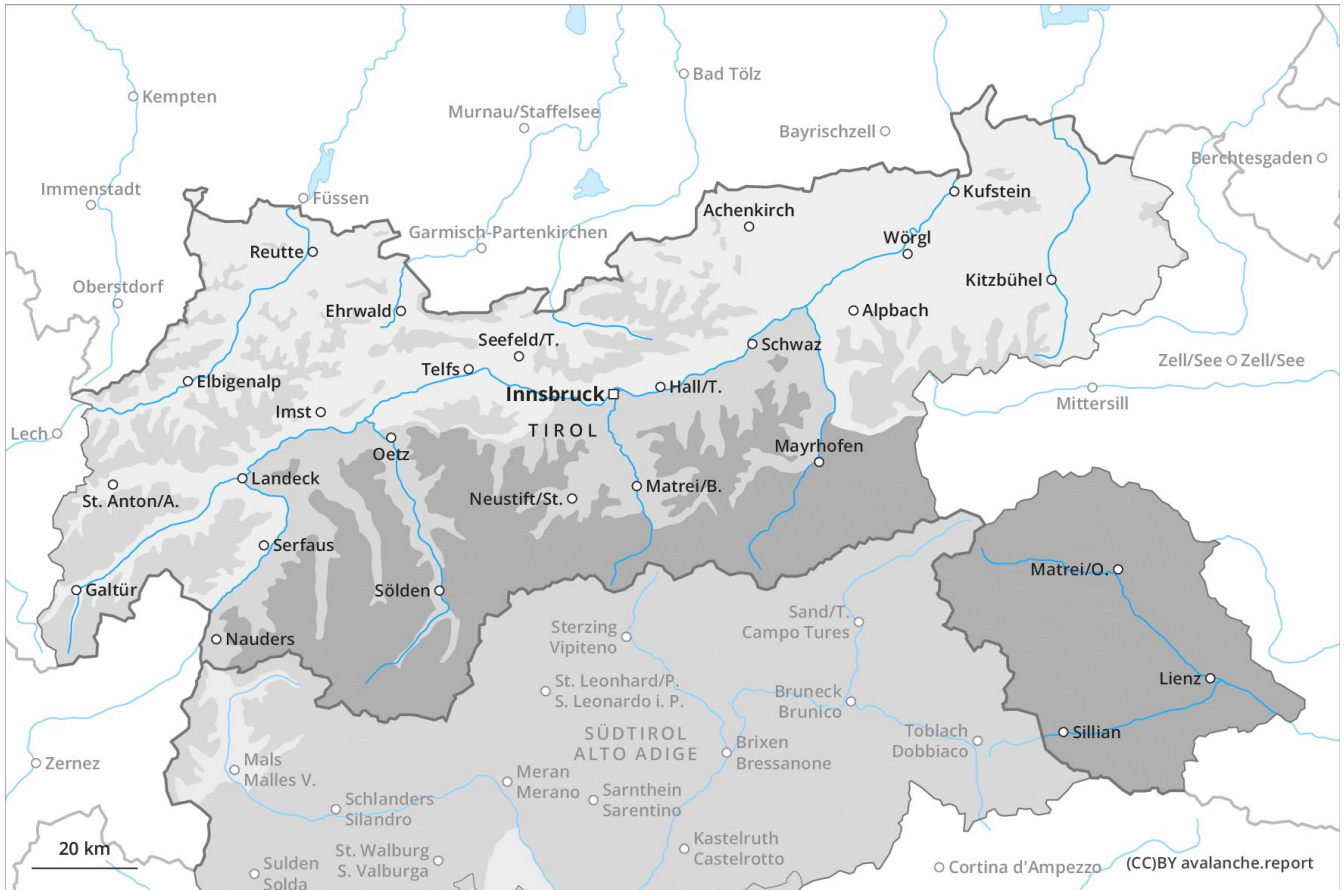 Bad Tölz
Kempten
Murnau/Staffelsee
Bayrischzell
Berchtesgaden
Immenstadt
Füssen
Kufstein
Achenkirch
Garmisch-Partenkirchen
Wörgl
Reutte
Oberstdorf
Kitzbühel
Ehrwald
Alpbach
Seefeld/T.
Schwaz
Telfs
Zell/See
Zell/See
Elbigenalp
Hall/T.
Innsbruck
Mittersill
Imst
TIROL
Lech
Mayrhofen
Oetz
Landeck
Matrei/B.
St. Anton/A.
Neustift/St.
Serfaus
Matrei/O.
Galtür
Sölden
Sand/T.
Campo Tures
Nauders
Sterzing
Vipiteno
Lienz
St. Leonhard/P.
S. Leonardo i. P.
Bruneck
Brunico
SÜDTIROL
ALTO ADIGE
Toblach
Dobbiaco
Sillian
Brixen
Bressanone
Zernez
Mals
Malles V.
Meran
Merano
Sarnthein
Sarentino
Schlanders
Silandro
Kastelruth
Castelrotto
20 km
St. Walburg
S. Valburga
Sulden
Solda
Cortina d'Ampezzo
(CC)BY avalanche.report